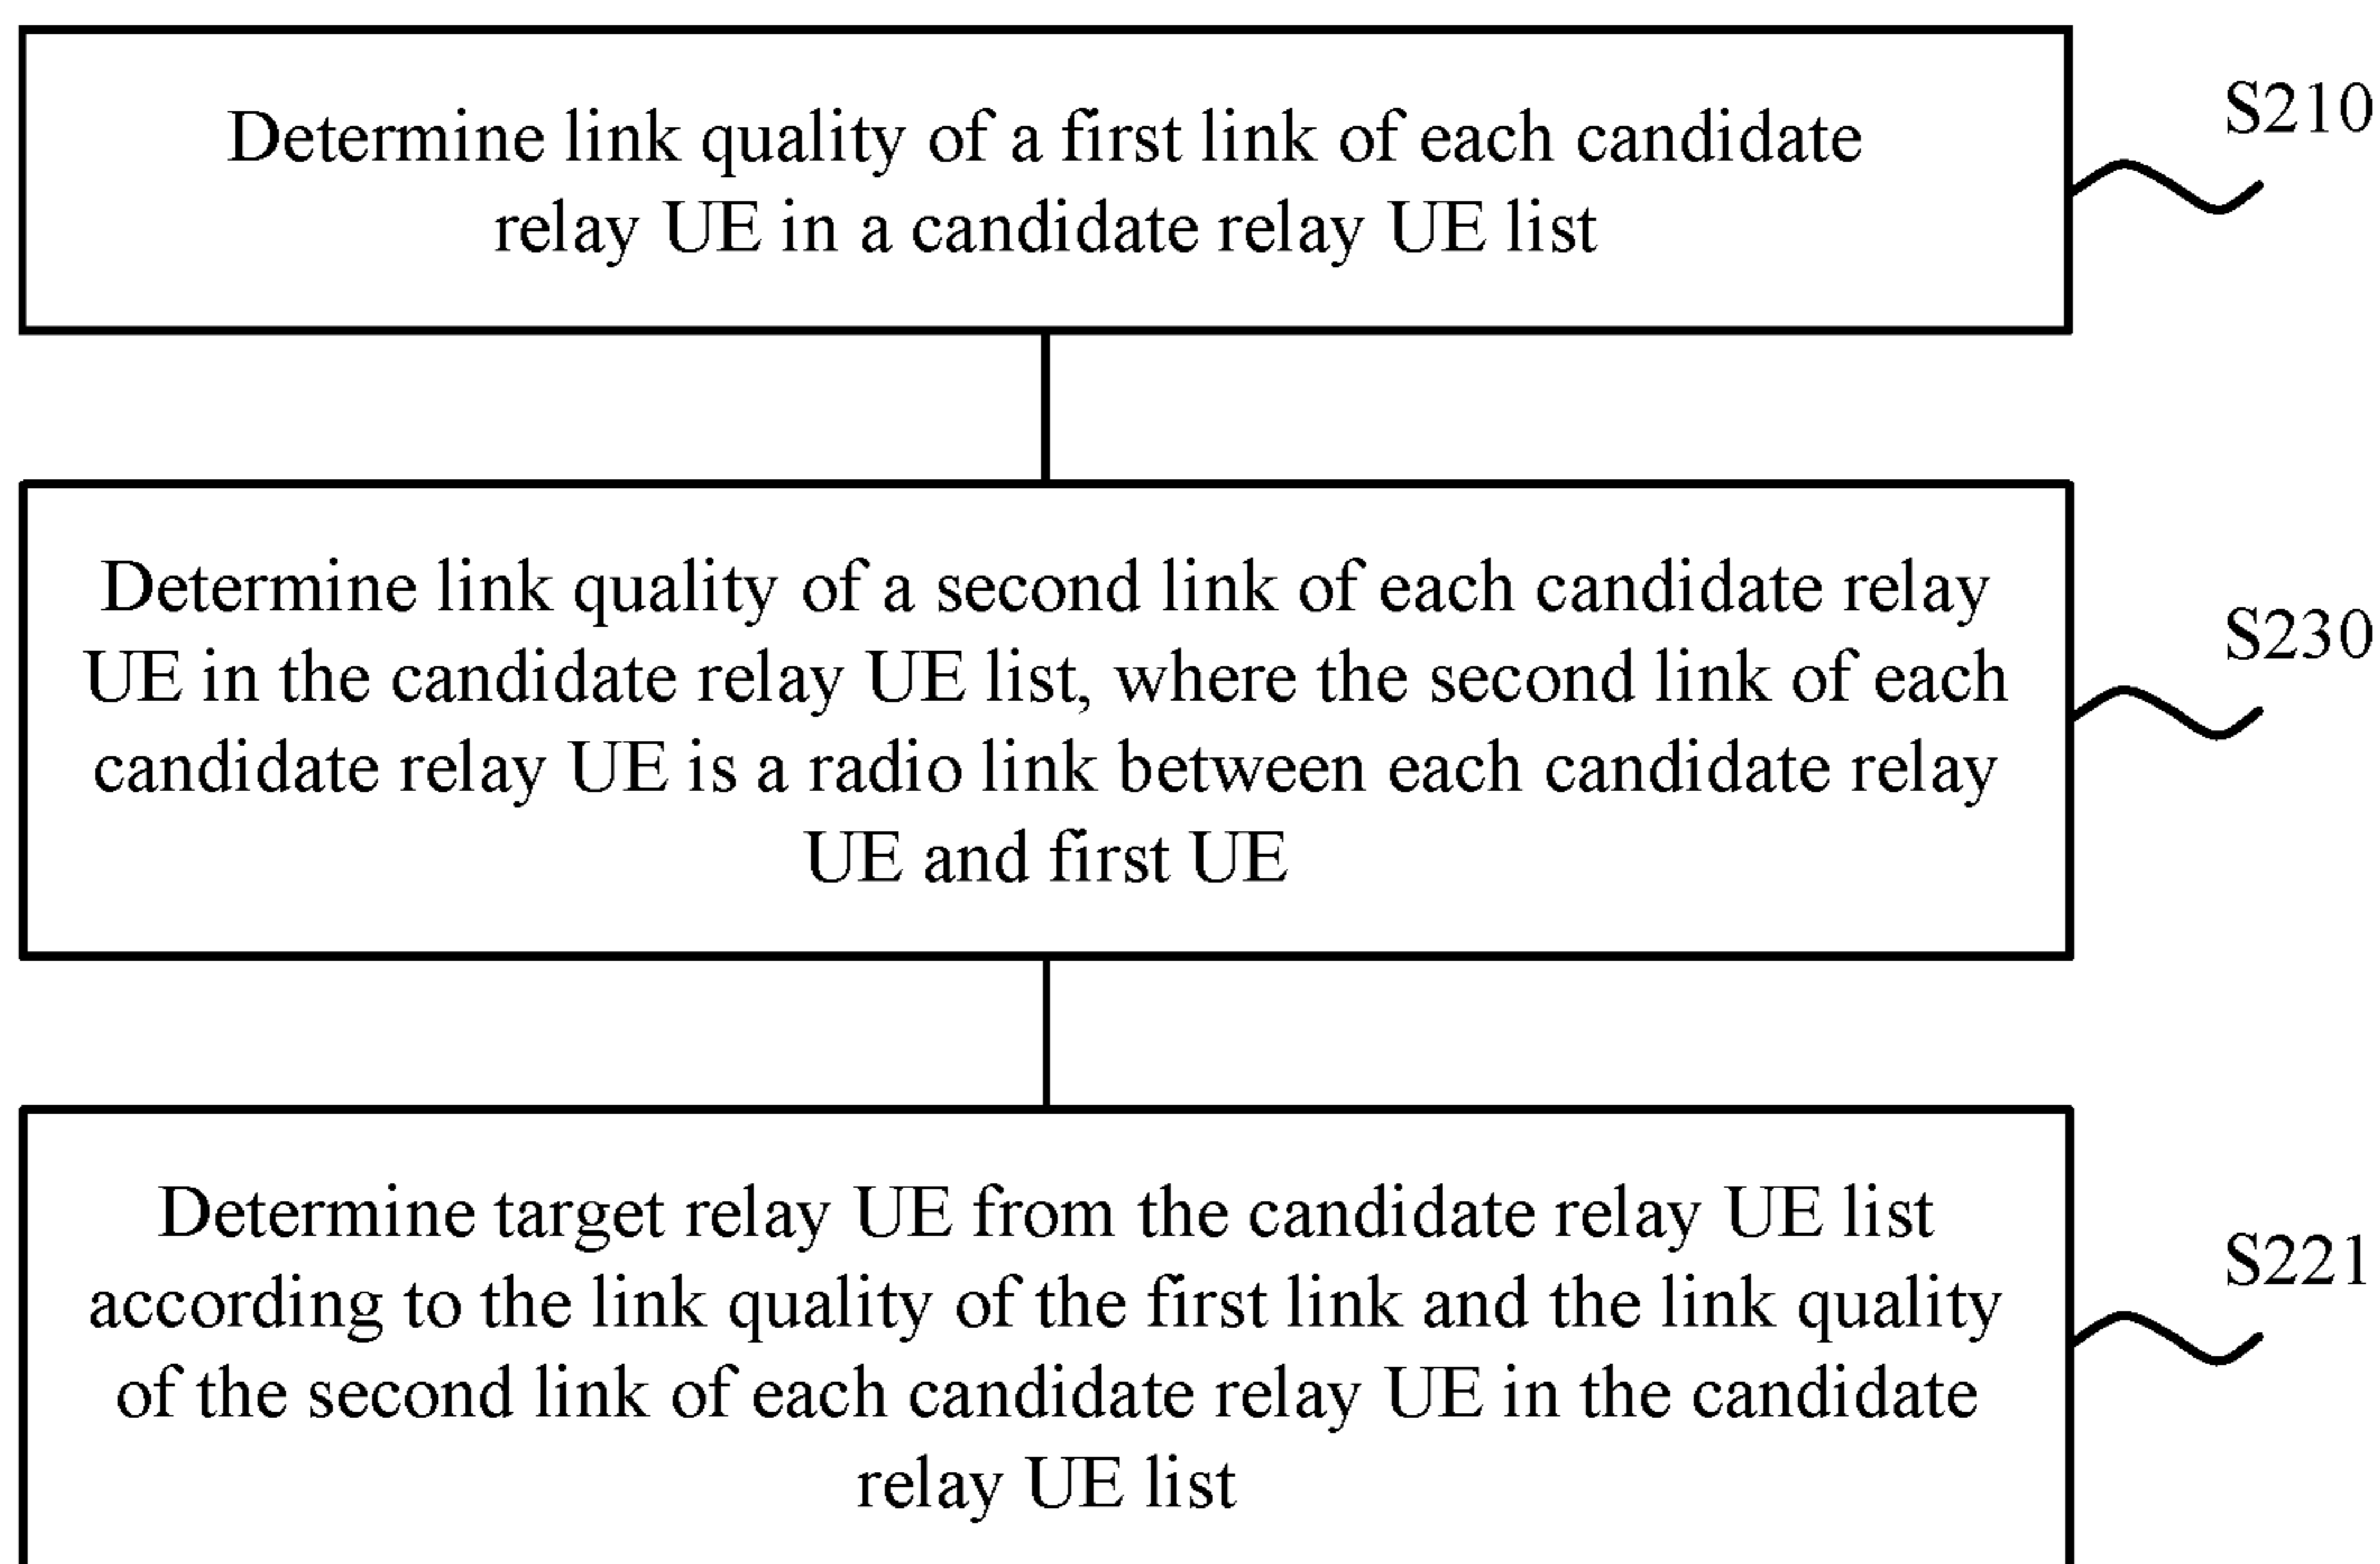 Determine link quality of a first link of each candidate
relay UE in a candidate relay UE list
S210
Determine link quality of a second link of each candidate relay
UE in the candidate relay UE list, where the second link of each
candidate relay UE is a radio link between each candidate relay
UE and first UE
S230
Determine target relay UE from the candidate relay UE list
according to the link quality of the first link and the link quality
of the second link of each candidate relay UE in the candidate
relay UE list
S221